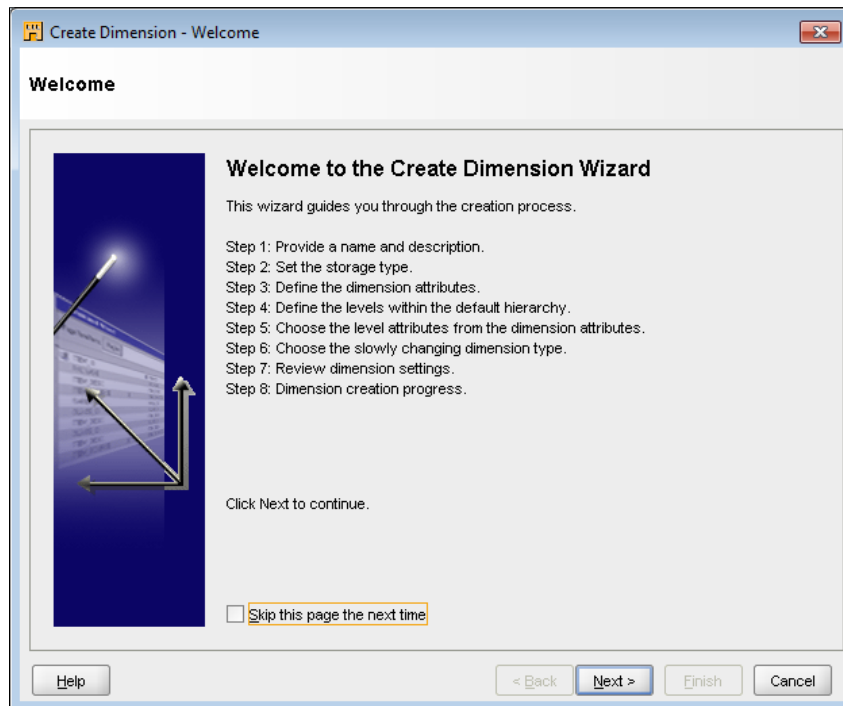 Create Dimension - Welcome
Welcome
Welcome to the Create Dimension Wizard
This wizard guides you through the creation process.
Step 1: Provide a name and description.
Step 2: Set the storage type.
Step 3: Define the dimension attributes.
Step 4: Define the levels within the default hierarchy.
Step 5: Choose the level attributes from the dimension attributes.
Step 6: Choose the slowly changing dimension type.
Step 7: Review dimension settings.
Step 8: Dimension creation progress.
Click Next to continue.
Skip this page the next time
Help
< Back
Next >
Finish
Cancel